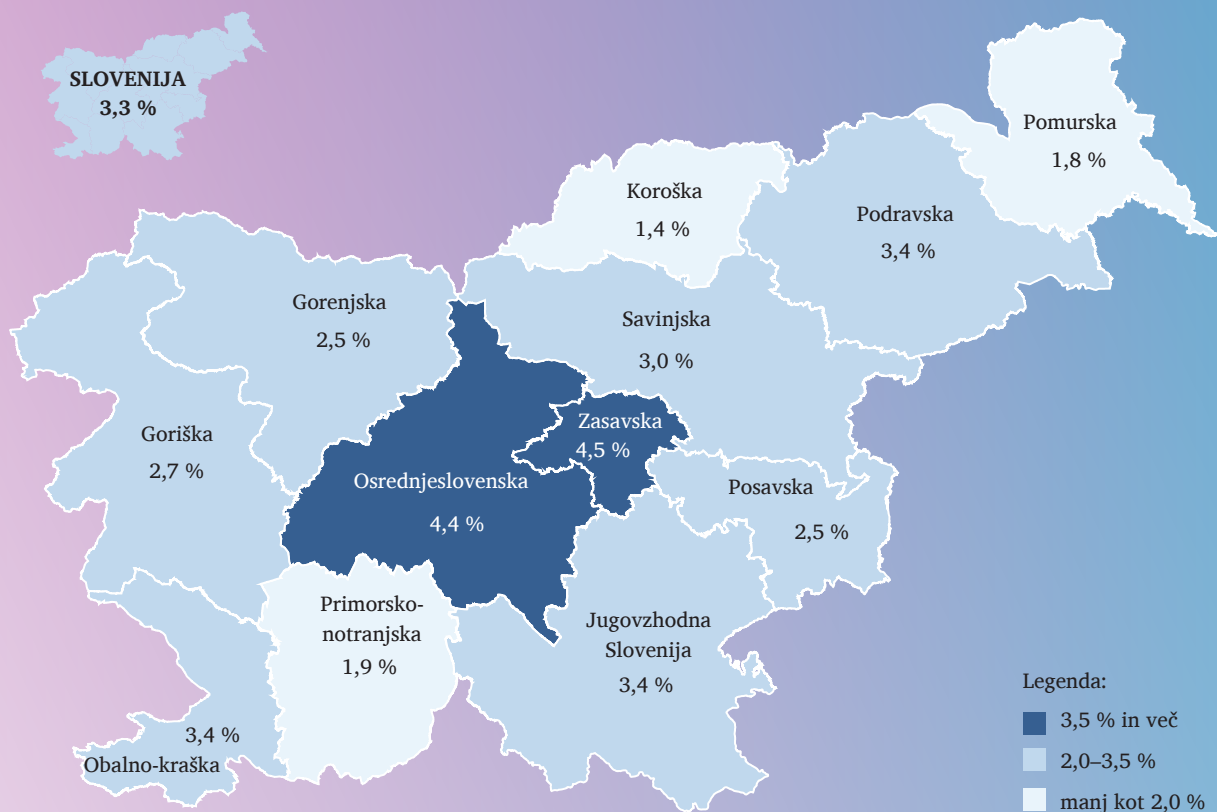 SLOVENIJA
3,3 %
Pomurska
1,8 %
Koroška
1,4 %
Podravska
3,4 %
Gorenjska
2,5 %
Savinjska
3,0 %
Goriška
2,7 %
Zasavska
4,5 %
Osrednjeslovenska
4,4 %
Posavska
2,5 %
Primorsko-
notranjska
1,9 %
Jugovzhodna
Slovenija
3,4 %
3,4 %
Obalno-kraška
Legenda:
3,5 % in več
2,0–3,5 %
manj kot 2,0 %